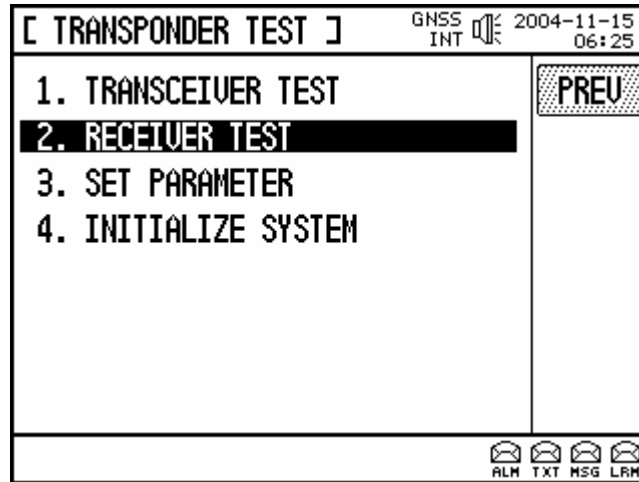 [ TRANSPONDER TEST ]
GNSS
INT
2004-11-15
06:25
1. TRANSCEIVER TEST
2. RECEIVER TEST
3. SET PARAMETER
4. INITIALIZE SYSTEM
PREV
ALM TXT MSG LRM